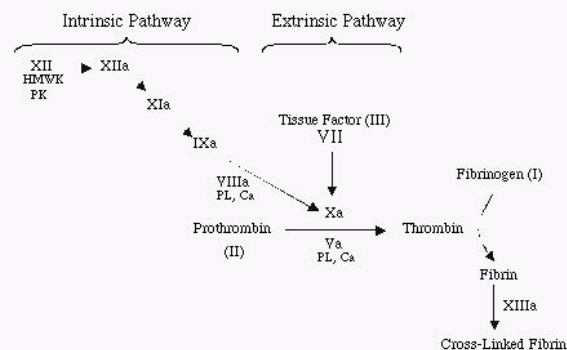 Intrinsic Pathway
Extrinsic Pathway
XII
HMWK
PK
XIIa
XIa
IXa
VIIIa
PL, Ca
Tissue Factor (III)
VII
Xa
Prothrombin
(II)
Va
PL, Ca
Thrombin
Fibrinogen (I)
Fibrin
XIIIa
Cross-Linked Fibrin